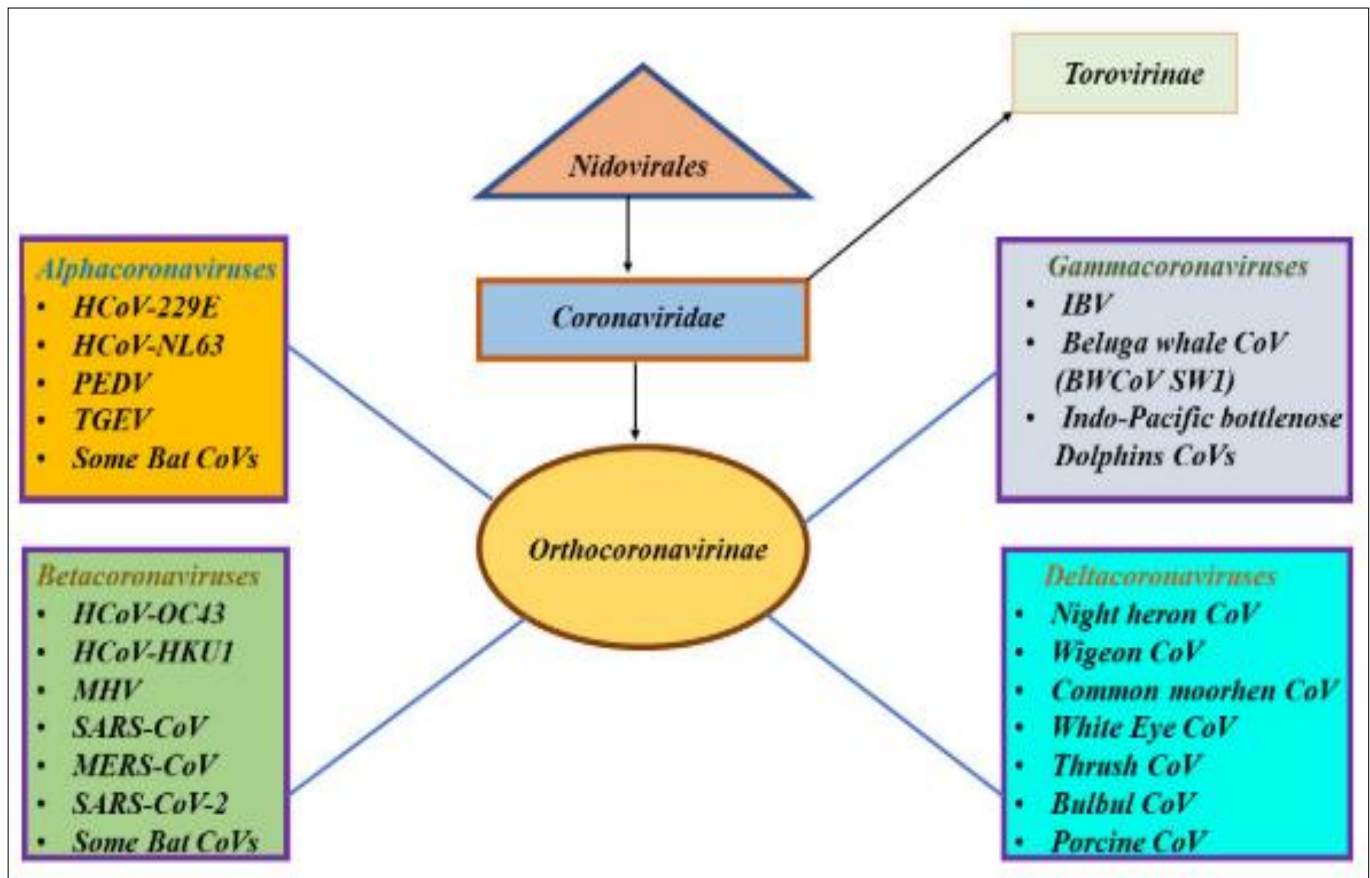 Torovirinae
Nidovirales
Coronaviridae
Orthocoronavirinae
Alphacoronaviruses
• HCoV-229E
• HCoV-NL63
• PEDV
• TGEV
• Some Bat CoVs
Betacoronaviruses
• HCoV-OC43
• HCoV-HKU1
• MHV
• SARS-CoV
• MERS-CoV
• SARS-CoV-2
• Some Bat CoVs
Gammacoronaviruses
• IBV
• Beluga whale CoV
(BWCoV SW1)
• Indo-Pacific bottlenose
Dolphins CoVs
Deltacoronaviruses
• Night heron CoV
• Wigeon CoV
• Common moorhen CoV
• White Eye CoV
• Thrush CoV
• Bulbul CoV
• Porcine CoV